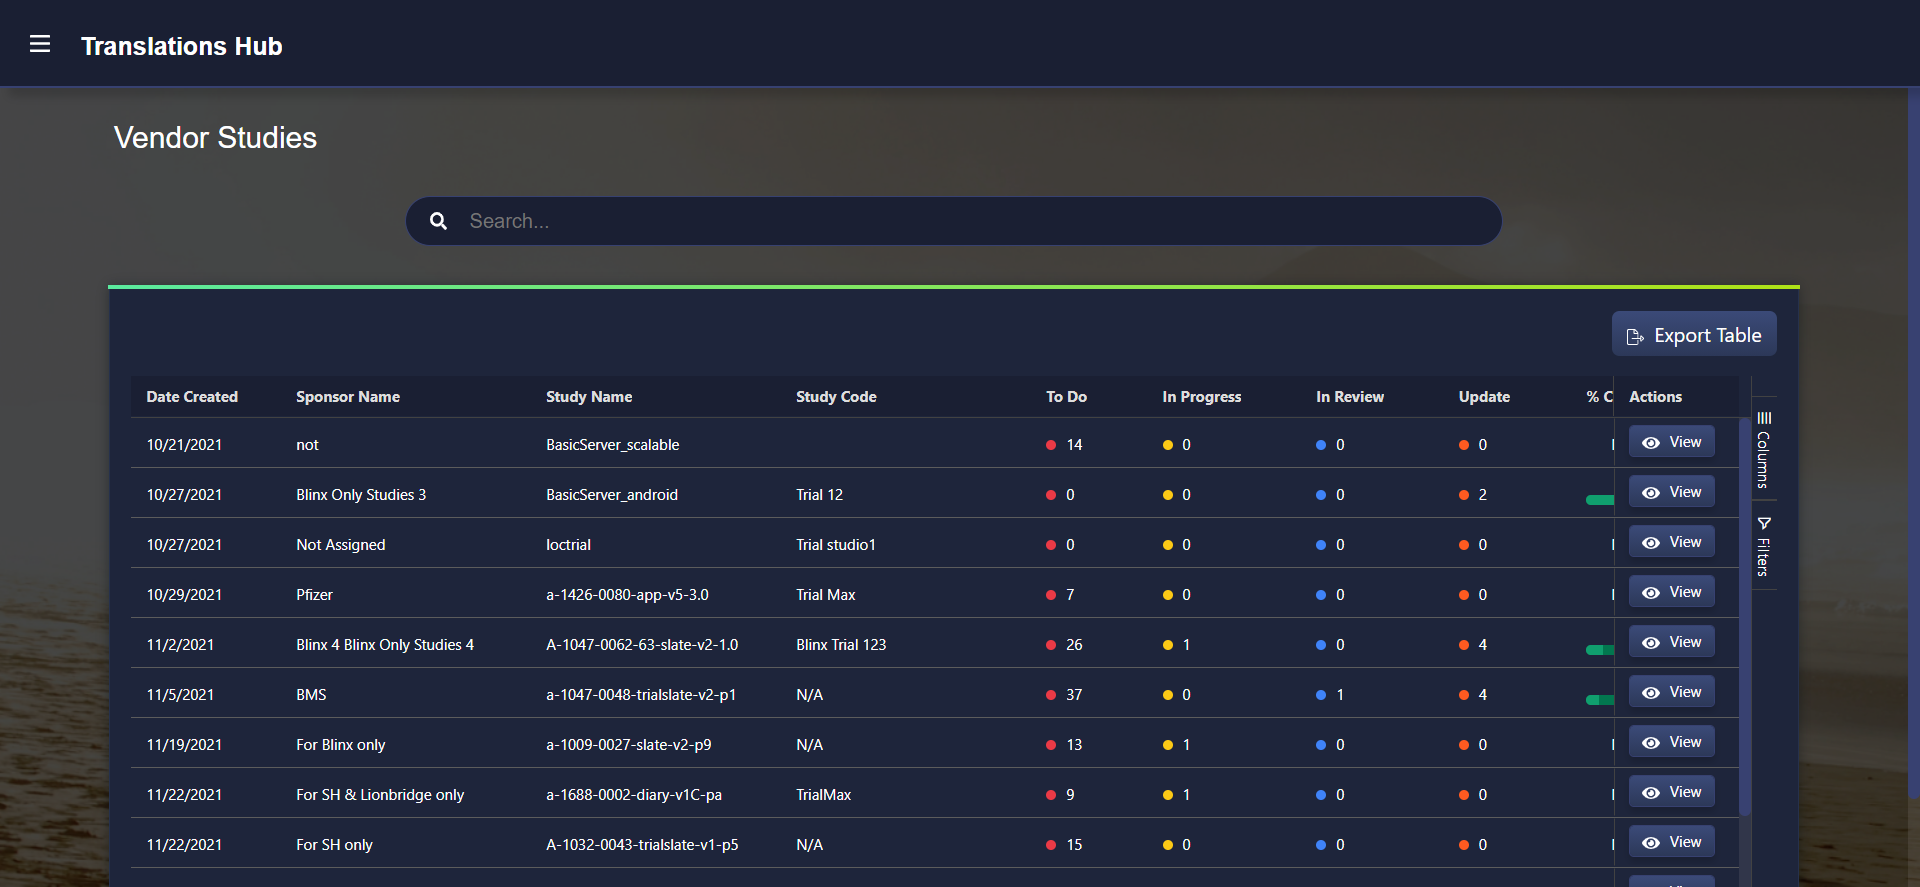 Translations Hub
Vendor Studies
Search...
Export Table
Date Created Sponsor Name Study Name Study Code To Do In Progress In Review Update % C Actions
10/21/2021 not BasicServer_scalable 14 0 0 0 View
10/27/2021 Blinx Only Studies 3 BasicServer_android Trial 12 0 0 0 2 View
10/27/2021 Not Assigned loctrial Trial studio1 0 0 0 0 View
10/29/2021 Pfizer a-1426-0080-app-v5-3.0 Trial Max 7 0 0 0 View
11/2/2021 Blinx 4 Blinx Only Studies 4 A-1047-0062-63-slate-v2-1.0 Blinx Trial 123 26 1 0 4 View
11/5/2021 BMS a-1047-0048-trialslate-v2-p1 N/A 37 0 1 4 View
11/19/2021 For Blinx only a-1009-0027-slate-v2-p9 N/A 13 1 0 0 View
11/22/2021 For SH & Lionbridge only a-1688-0002-diary-v1C-pa TrialMax 9 1 0 0 View
11/22/2021 For SH only A-1032-0043-trialslate-v1-p5 N/A 15 0 0 0 View
Columns
Filters